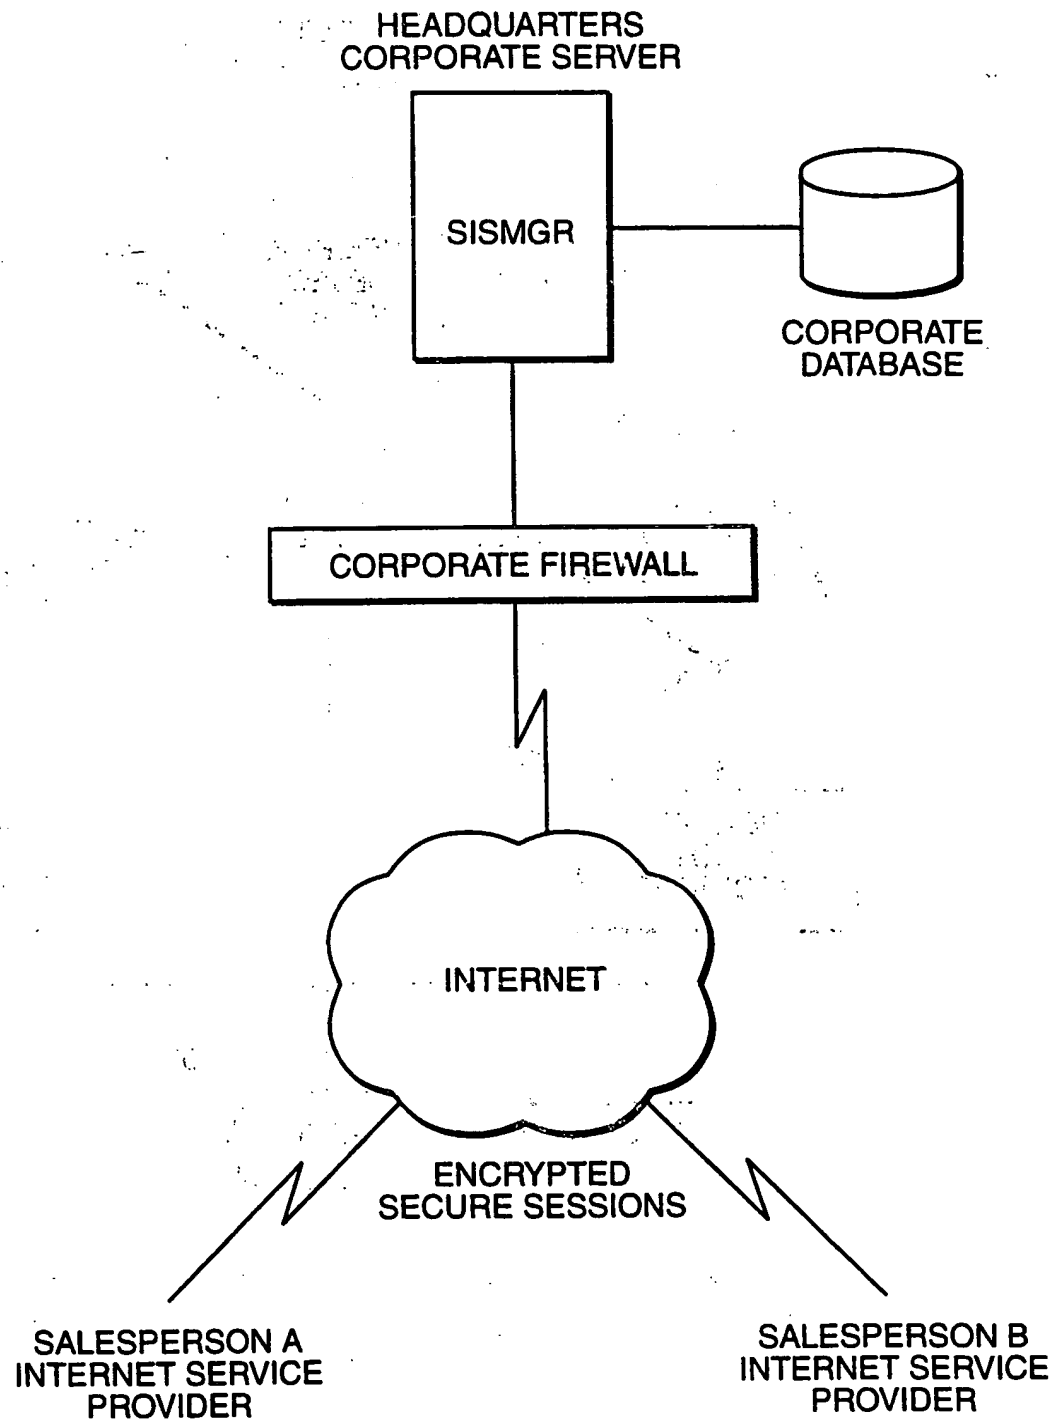 HEADQUARTERS
CORPORATE SERVER
SISMGR
CORPORATE
DATABASE
CORPORATE FIREWALL
INTERNET
ENCRYPTED
SECURE SESSIONS
SALESPERSON A
INTERNET SERVICE
PROVIDER
SALESPERSON B
INTERNET SERVICE
PROVIDER